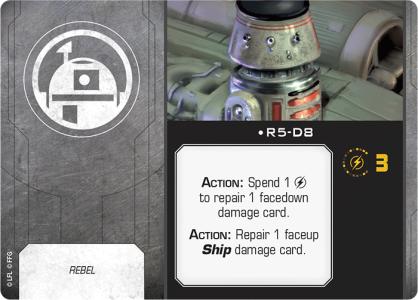 • R5-D8
3
ACTION: Spend 1
to repair 1 facedown
damage card.
ACTION: Repair 1 faceup
Ship damage card.
REBEL
© LFL © FFG